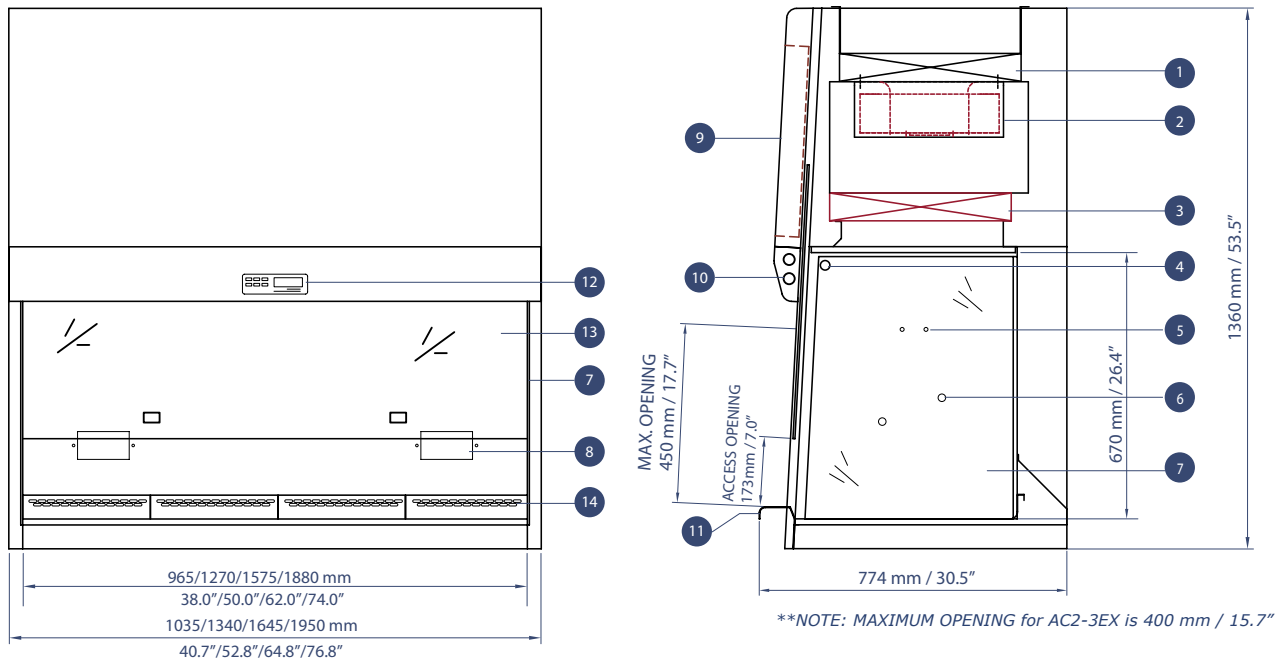 12
13
7
8
14
965/1270/1575/1880 mm
38.0”/50.0”/62.0”/74.0”
1035/1340/1645/1950 mm
40.7”/52.8”/64.8”/76.8”
1
2
9
3
4
10
5
6
7
11
MAX. OPENING
450 mm / 17.7”
ACCESS OPENING
173mm / 7.0”
670 mm / 26.4”
1360 mm / 53.5”
774 mm / 30.5”
**NOTE: MAXIMUM OPENING for AC2-3EX is 400 mm / 15.7”